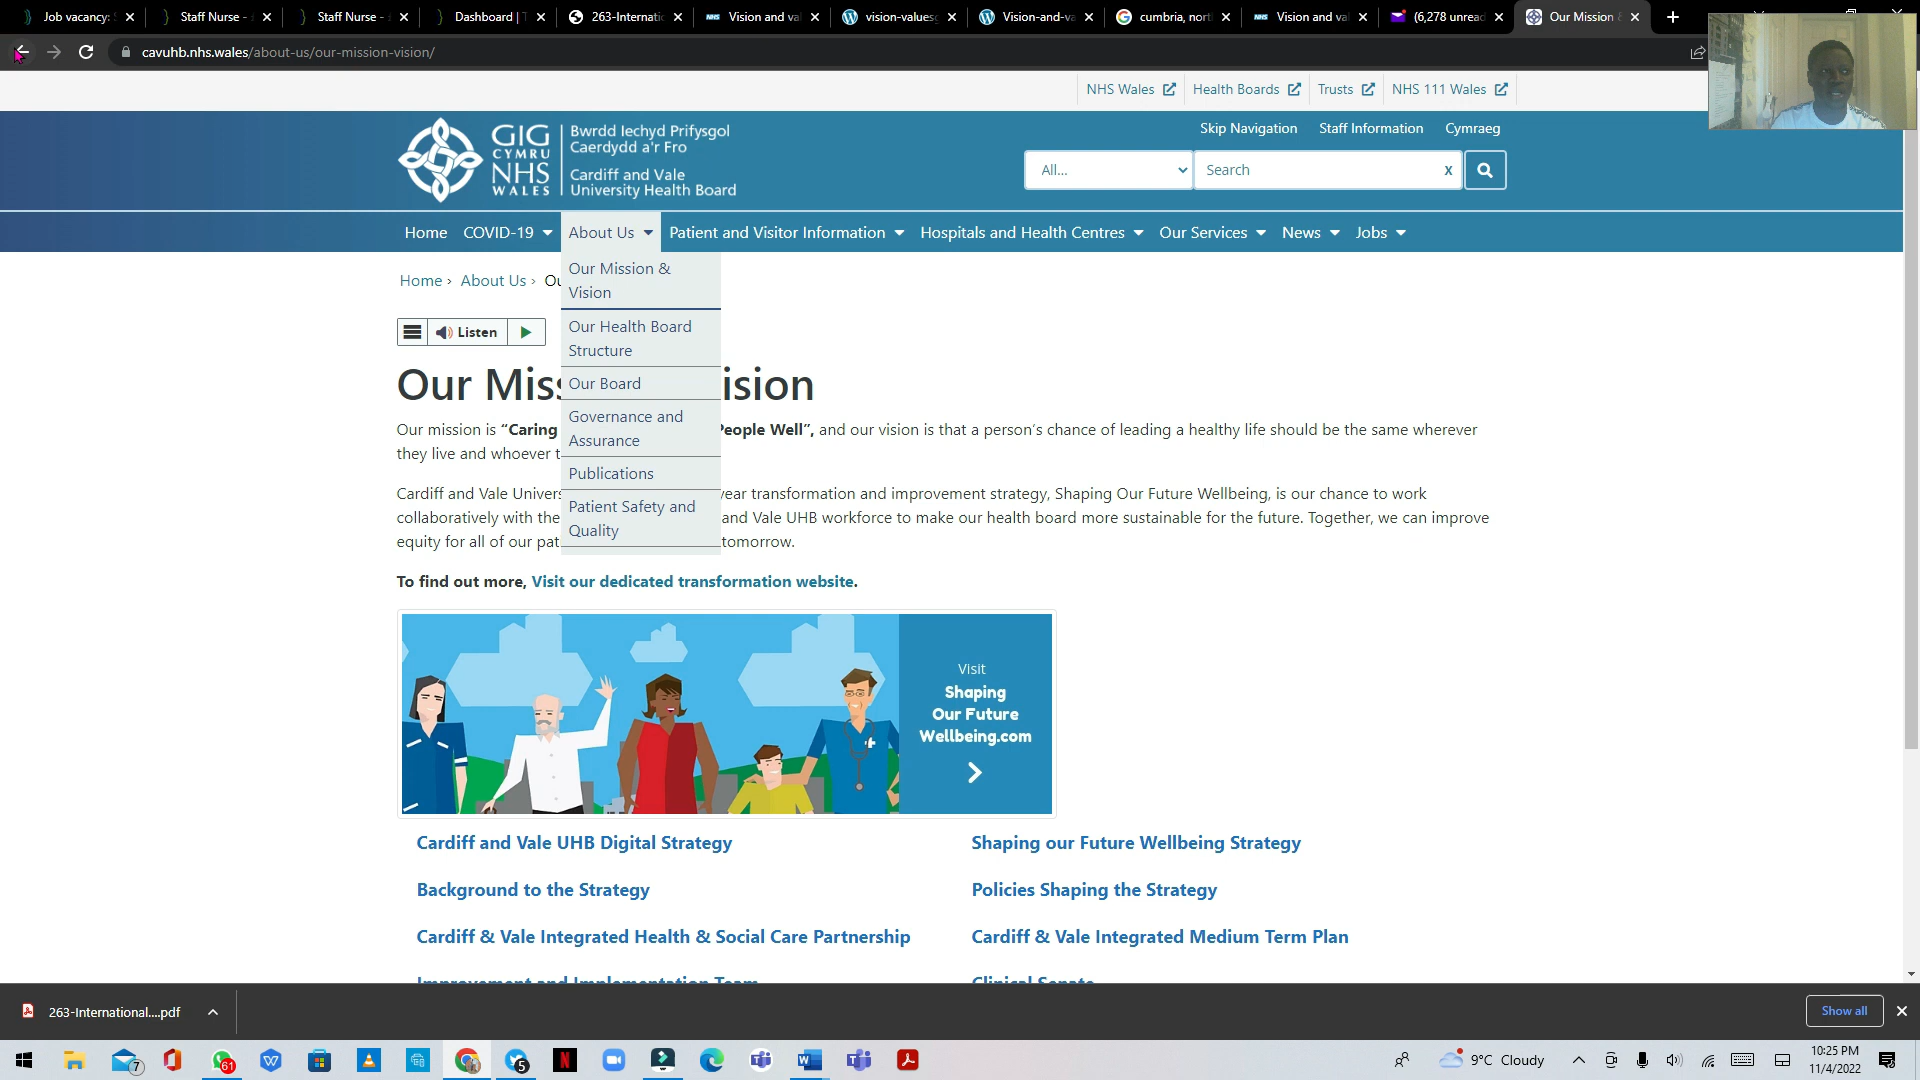 Job vacancy: S
Staff Nurse -
Staff Nurse -
Dashboard | T
263-Internatio
Vision and va
vision-values
Vision-and-va
cumbria, nor
Vision and va
(6,278 unread
Our Mission &
cavuhb.nhs.wales/about-us/our-mission-vision/
NHS Wales
Health Boards
Trusts
NHS 111 Wales
GIG
CYMRU
NHS
WALES
Bwrdd Iechyd Prifysgol
Caerdydd a'r Fro
Cardiff and Vale
University Health Board
Skip Navigation
Staff Information
Cymraeg
All...
Search
x
Home
COVID-19
About Us
Patient and Visitor Information
Hospitals and Health Centres
Our Services
News
Jobs
Our Mission &
Vision
Our Health Board
Structure
Our Board
Governance and
Assurance
Publications
Patient Safety and
Quality
Home › About Us › Ou
Listen
Our Miss ision
Our mission is “Caring People Well”, and our vision is that a person's chance of leading a healthy life should be the same wherever
they live and whoever t
Cardiff and Vale Univers year transformation and improvement strategy, Shaping Our Future Wellbeing, is our chance to work
collaboratively with the and Vale UHB workforce to make our health board more sustainable for the future. Together, we can improve
equity for all of our pat tomorrow.
To find out more, Visit our dedicated transformation website.
Visit
Shaping
Our Future
Wellbeing.com
Cardiff and Vale UHB Digital Strategy
Shaping our Future Wellbeing Strategy
Background to the Strategy
Policies Shaping the Strategy
Cardiff & Vale Integrated Health & Social Care Partnership
Cardiff & Vale Integrated Medium Term Plan
Improvement and Implementation Team
Clinical Senate
263-International....pdf
Show all
7
61
5
9°C Cloudy
10:25 PM
11/4/2022